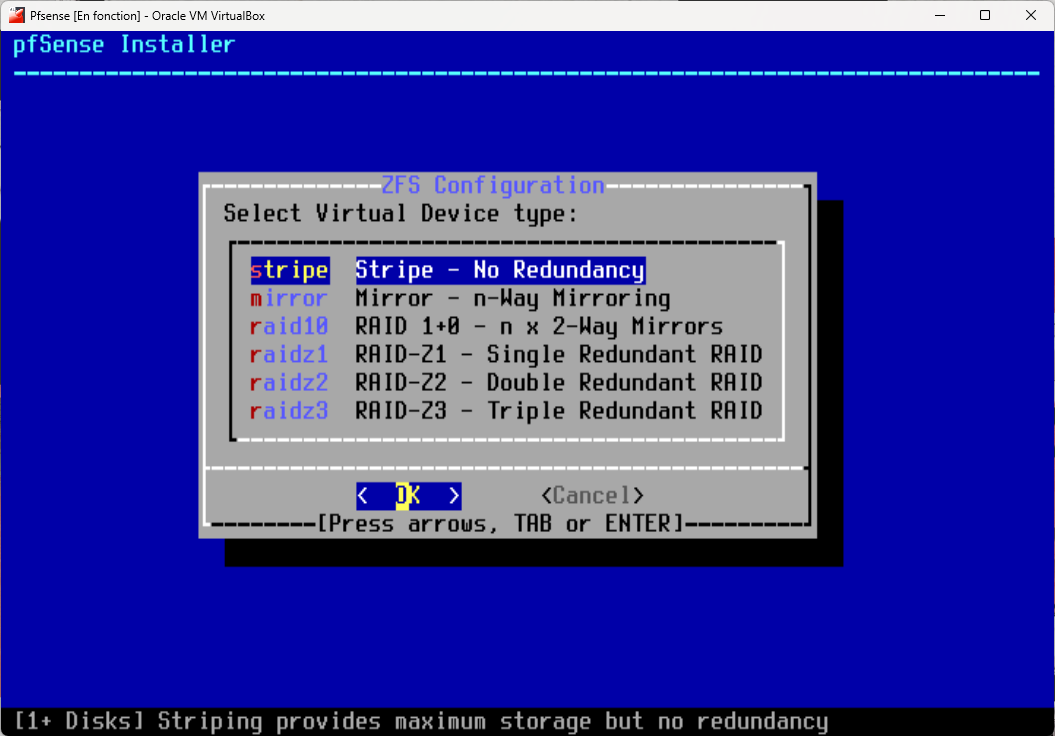 Pfsense [En fonction] - Oracle VM VirtualBox
pfSense Installer
ZFS Configuration
Select Virtual Device type:
stripe Stripe - No Redundancy
mirror Mirror - n-Way Mirroring
raid10 RAID 1+0 - n x 2-Way Mirrors
raidz1 RAID-Z1 - Single Redundant RAID
raidz2 RAID-Z2 - Double Redundant RAID
raidz3 RAID-Z3 - Triple Redundant RAID
< OK > <Cancel>
[Press arrows, TAB or ENTER]
[1+ Disks] Striping provides maximum storage but no redundancy